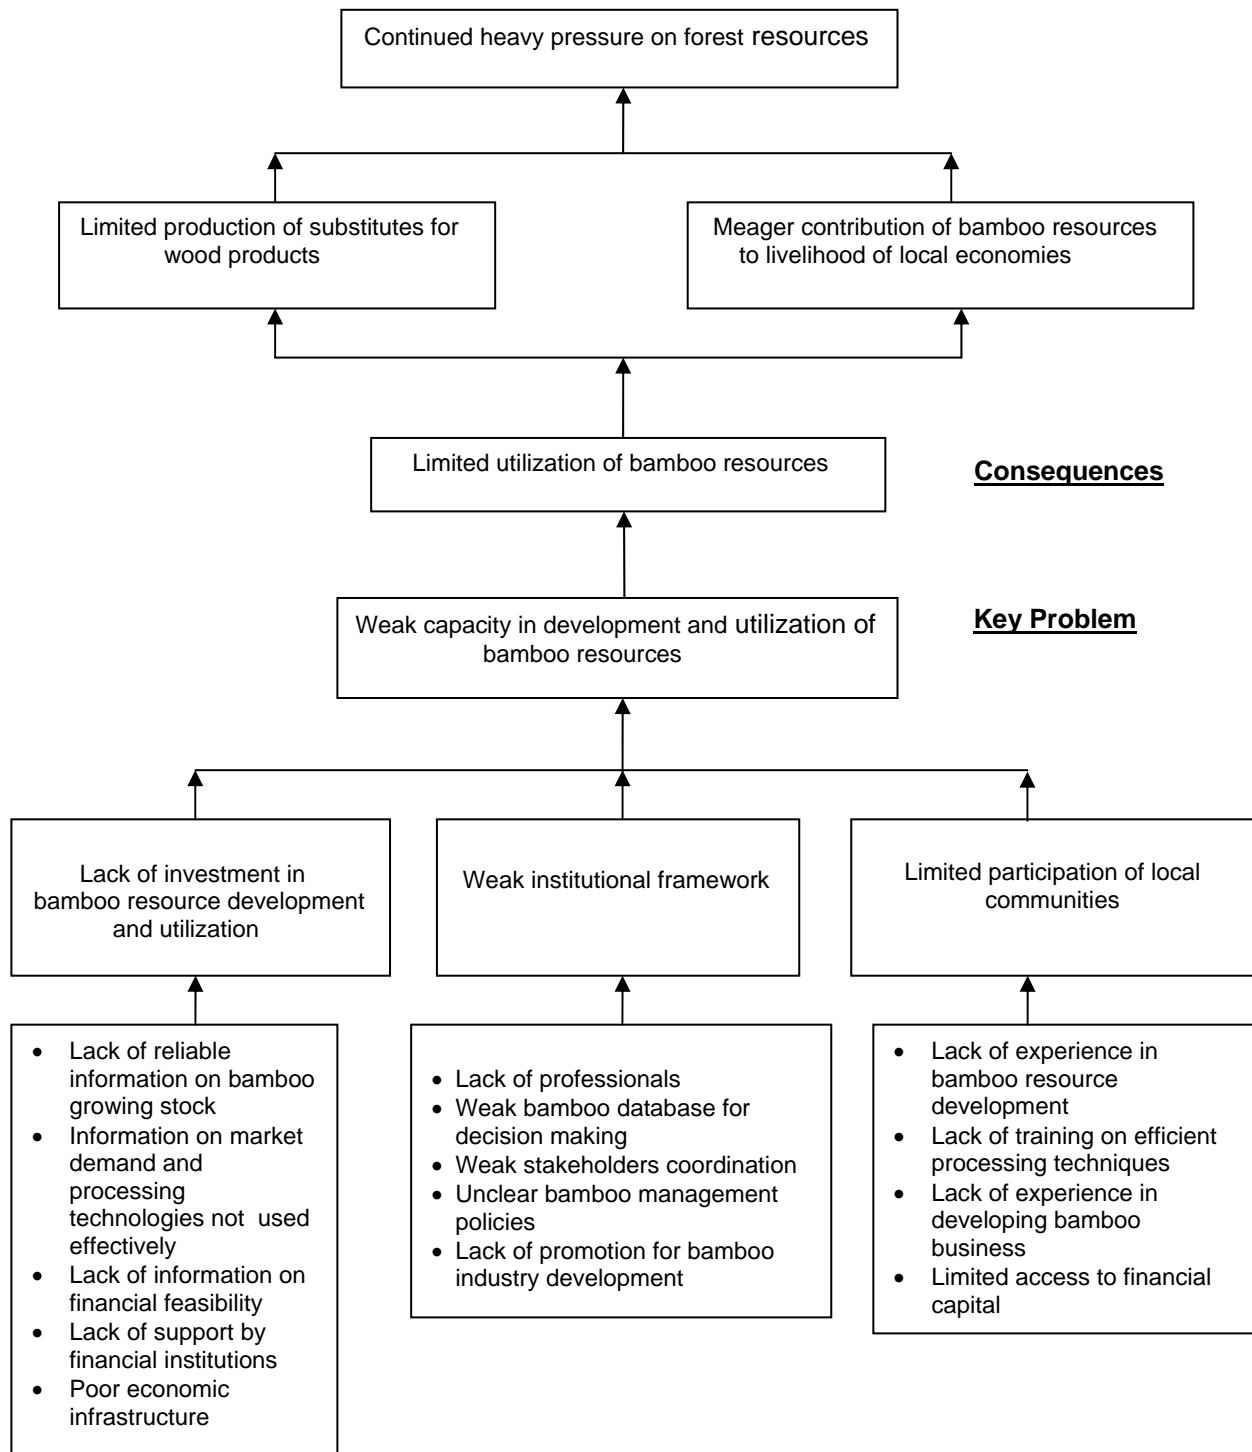 Continued heavy pressure on forest resources
Limited production of substitutes for
wood products
Meager contribution of bamboo resources
to livelihood of local economies
Limited utilization of bamboo resources
Consequences
Weak capacity in development and utilization of
bamboo resources
Key Problem
Lack of investment in
bamboo resource development
and utilization
Weak institutional framework
Limited participation of local
communities
• Lack of reliable
information on bamboo
growing stock
• Information on market
demand and
processing
technologies not used
effectively
• Lack of information on
financial feasibility
• Lack of support by
financial institutions
• Poor economic
infrastructure
• Lack of professionals
• Weak bamboo database for
decision making
• Weak stakeholders coordination
• Unclear bamboo management
policies
• Lack of promotion for bamboo
industry development
• Lack of experience in
bamboo resource
development
• Lack of training on efficient
processing techniques
• Lack of experience in
developing bamboo
business
• Limited access to financial
capital